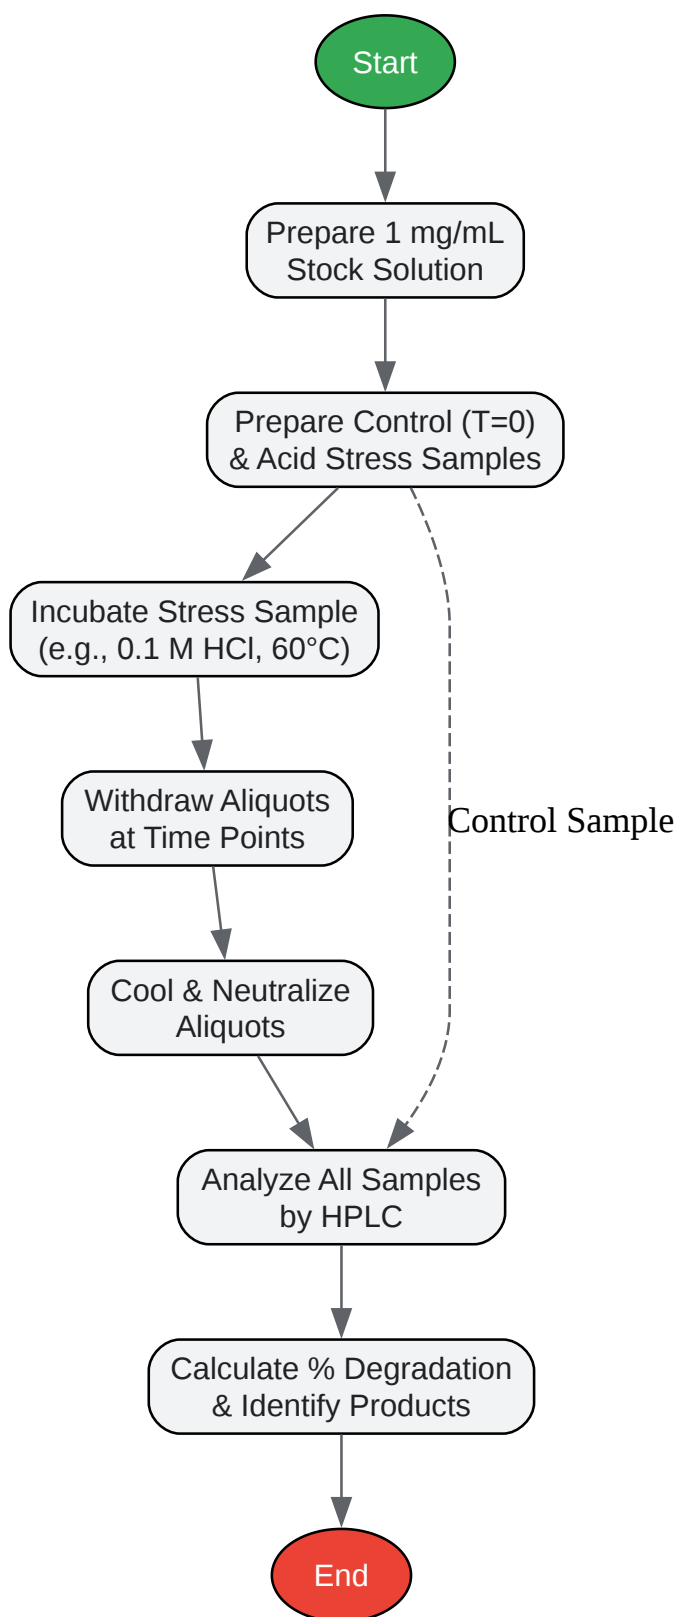 Start
Prepare 1 mg/mL
Stock Solution
Prepare Control (T=0)
& Acid Stress Samples
Incubate Stress Sample
(e.g., 0.1 M HCl, 60°C)
Withdraw Aliquots
at Time Points
Control Sample
Cool & Neutralize
Aliquots
Analyze All Samples
by HPLC
Calculate % Degradation
& Identify Products
End